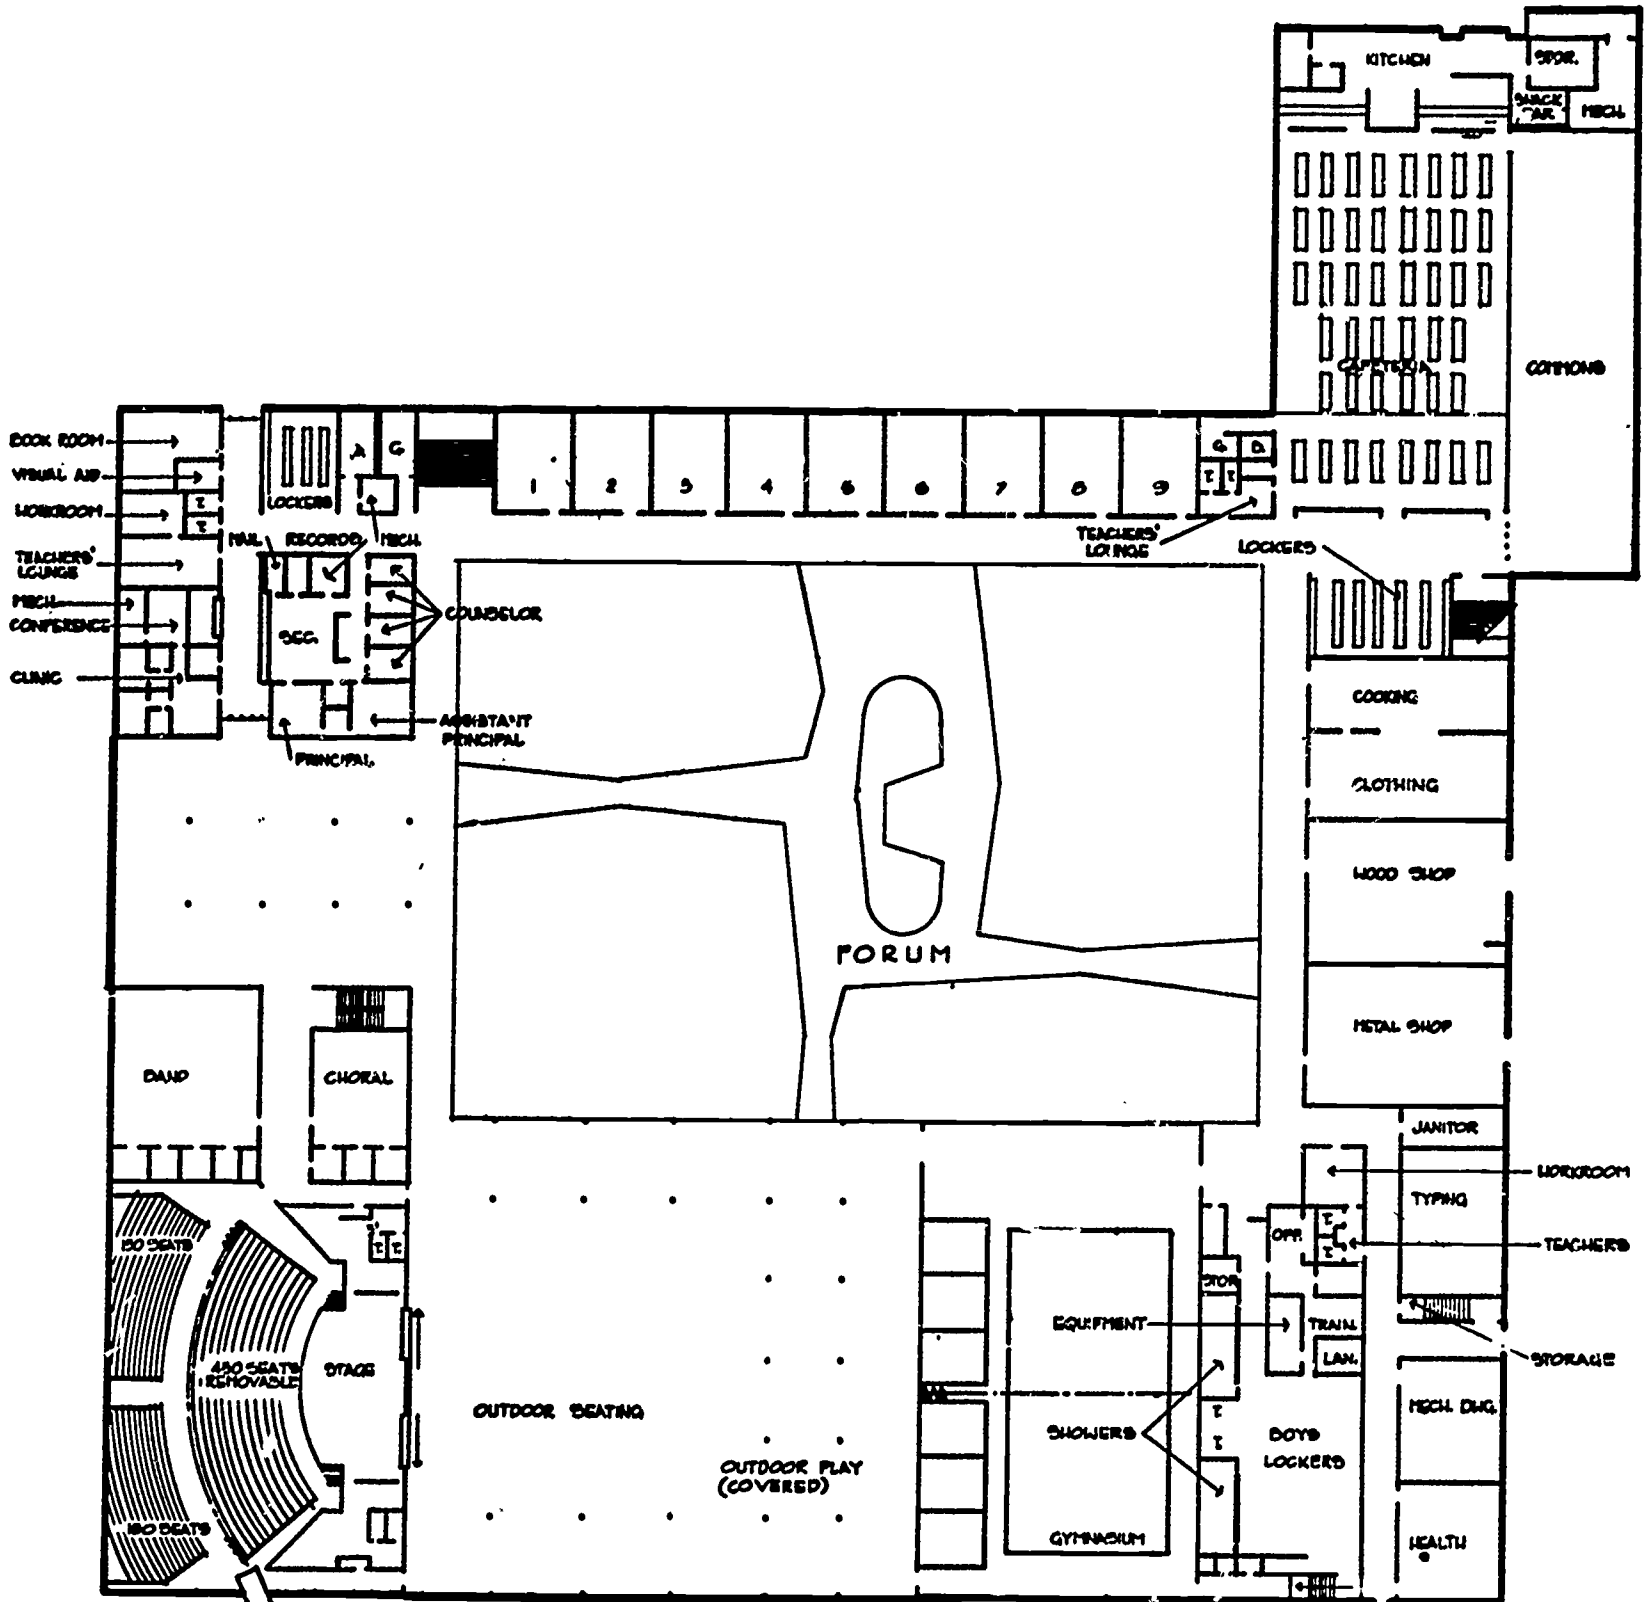 KITCHEN
STOR.
SNACK
BAR
MECH.
CAFETERIA
COMMONS
BOOK ROOM
VISUAL AID
WORKROOM
TEACHERS'
LOUNGE
MECH.
CONFERENCE
CLINIC
T
T
LOCKERS
G
MAIL
RECORDS
MECH.
SEC.
COUNSELOR
ASSISTANT
PRINCIPAL
PRINCIPAL
1
2
3
4
5
6
7
8
9
G
B
T
T
TEACHERS'
LOUNGE
LOCKERS
COOKING
CLOTHING
WOOD SHOP
METAL SHOP
FORUM
BAND
CHORAL
JANITOR
WORKROOM
TYPING
OFF.
T
T
TEACHERS
150 SEATS
T
T
STOR
EQUIPMENT
TRAIN.
LAN.
STORAGE
450 SEATS
REMOVABLE
STAGE
OUTDOOR SEATING
OUTDOOR PLAY
(COVERED)
SHOWERS
T
T
BOYS
LOCKERS
MECH. DWG.
150 SEATS
GYMNASIUM
HEALTH